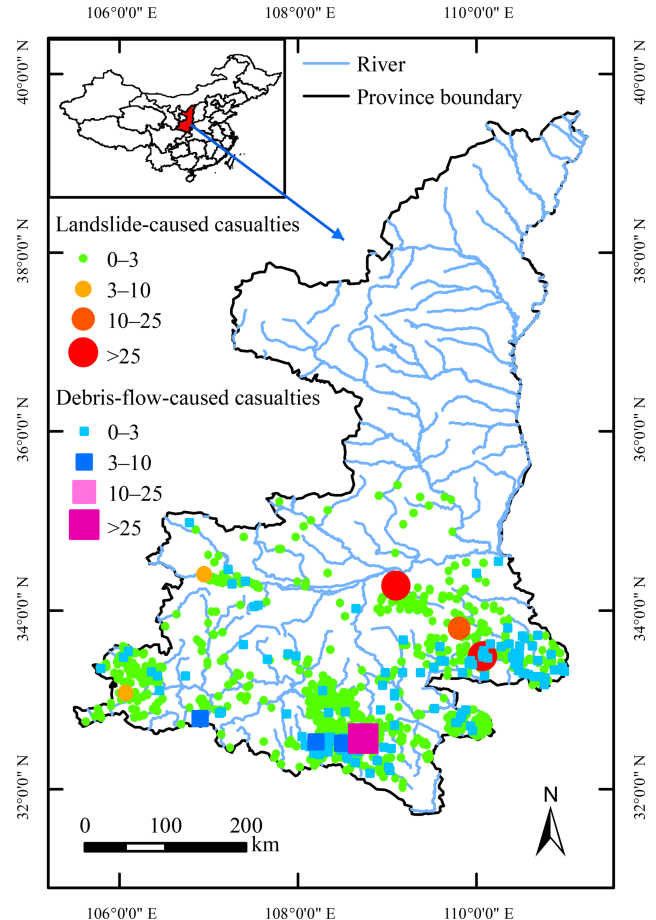 106°0'0" E 108°0'0" E 110°0'0" E
40°0'0" N
40°0'0" N
River
Province boundary
Landslide-caused casualties
0–3
3–10
10–25
>25
38°0'0" N
38°0'0" N
Debris-flow-caused casualties
0–3
3–10
10–25
>25
36°0'0" N
36°0'0" N
34°0'0" N
34°0'0" N
32°0'0" N
32°0'0" N
N
0 100 200
km
106°0'0" E 108°0'0" E 110°0'0" E